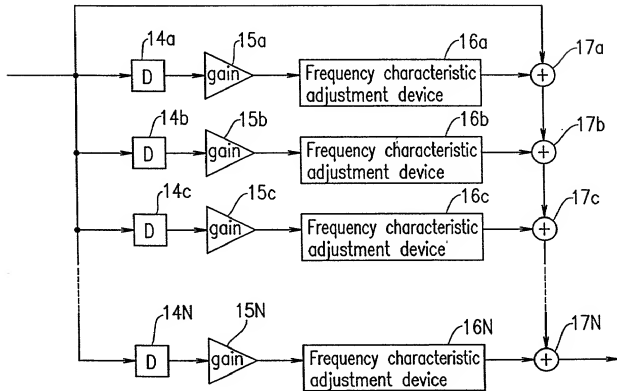 14a 15a 16a 17a
D gain Frequency characteristic
adjustment device
+
14b 15b 16b 17b
D gain Frequency characteristic
adjustment device
+
14c 15c 16c 17c
D gain Frequency characteristic
adjustment device
+
14N 15N 16N 17N
D gain Frequency characteristic
adjustment device
+